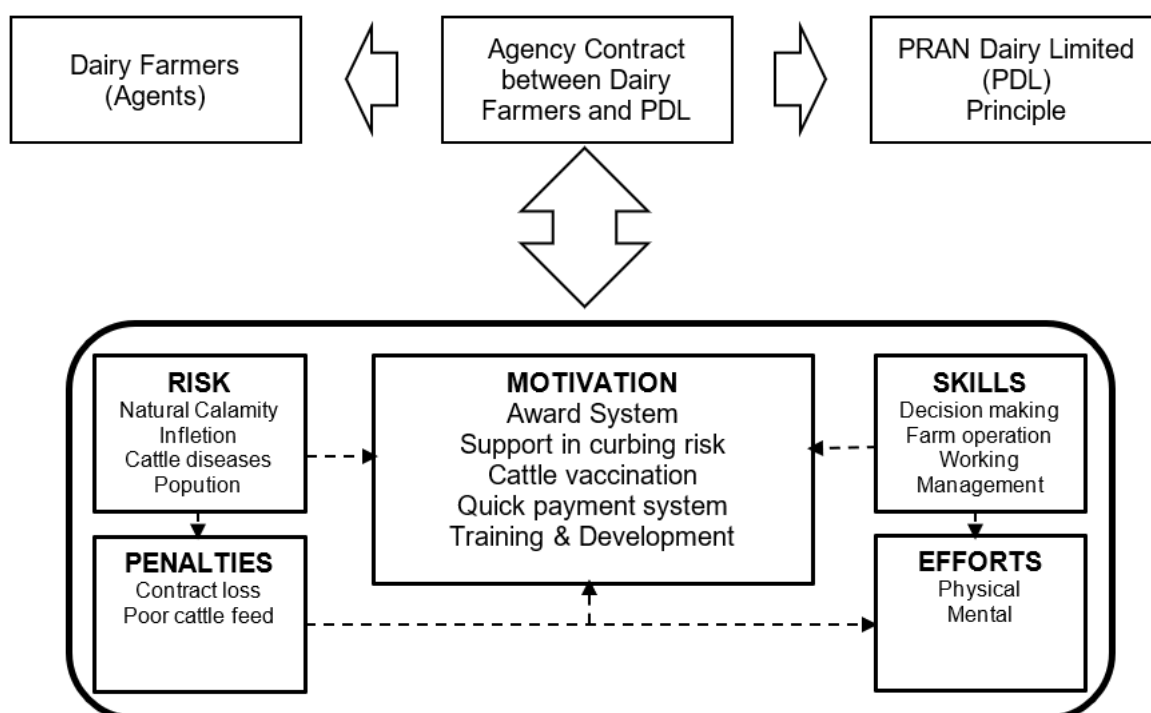 Dairy Farmers
(Agents)
Agency Contract
between Dairy
Farmers and PDL
PRAN Dairy Limited
(PDL)
Principle
RISK
Natural Calamity
Infletion
Cattle diseases
Popution
MOTIVATION
Award System
Support in curbing risk
Cattle vaccination
Quick payment system
Training & Development
SKILLS
Decision making
Farm operation
Working
Management
PENALTIES
Contract loss
Poor cattle feed
EFFORTS
Physical
Mental